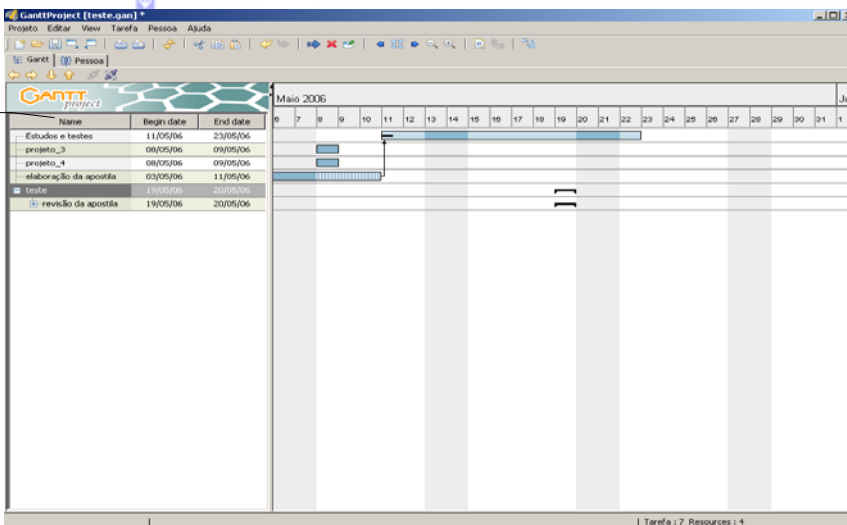 GanttProject [teste.gan] *
Projeto Editar View Tarefa Pessoa Ajuda
Gantt Pessoa
GANTT project
Maio 2006
6 7 8 9 10 11 12 13 14 15 16 17 18 19 20 21 22 23 24 25 26 27 28 29 30 31 1
Name Begin date End date
Estudos e testes 11/05/06 23/05/06
projeto_3 08/05/06 09/05/06
projeto_4 08/05/06 09/05/06
elaboração da apostila 03/05/06 11/05/06
teste 19/05/06 20/05/06
revisão da apostila 19/05/06 20/05/06
Tarefa : 7 Resources : 4